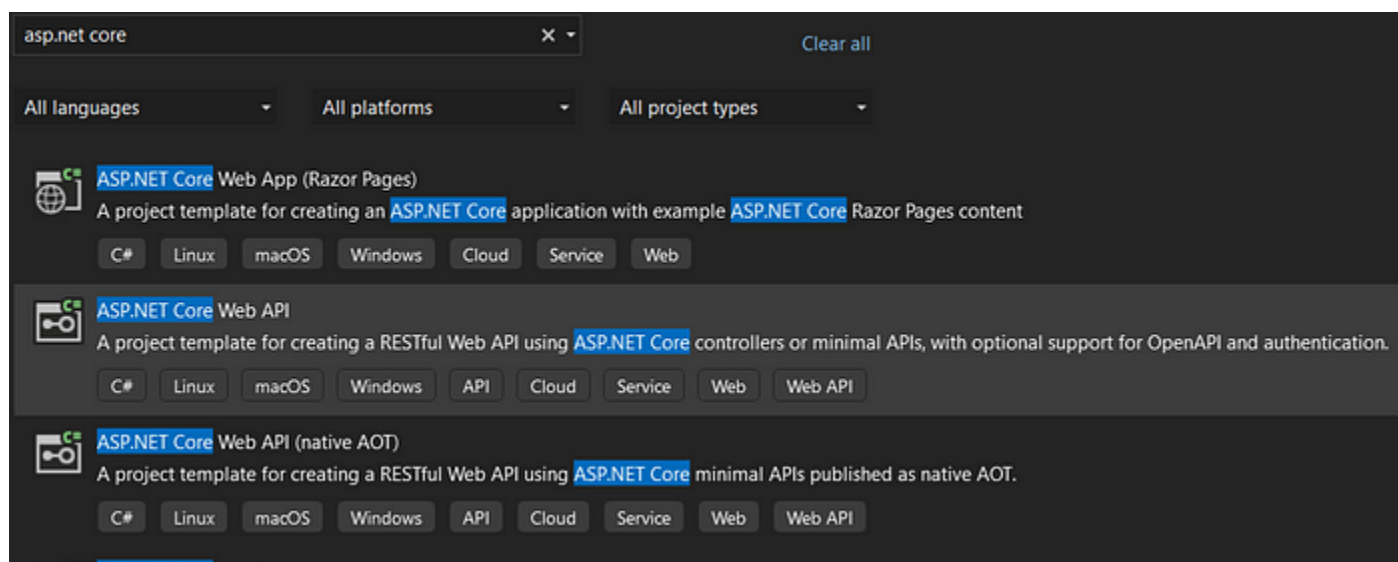 asp.net core
Clear all
All languages All platforms All project types
C#
ASP.NET Core Web App (Razor Pages)
A project template for creating an ASP.NET Core application with example ASP.NET Core Razor Pages content
C# Linux macOS Windows Cloud Service Web
C#
ASP.NET Core Web API
A project template for creating a RESTful Web API using ASP.NET Core controllers or minimal APIs, with optional support for OpenAPI and authentication.
C# Linux macOS Windows API Cloud Service Web Web API
C#
ASP.NET Core Web API (native AOT)
A project template for creating a RESTful Web API using ASP.NET Core minimal APIs published as native AOT.
C# Linux macOS Windows API Cloud Service Web Web API